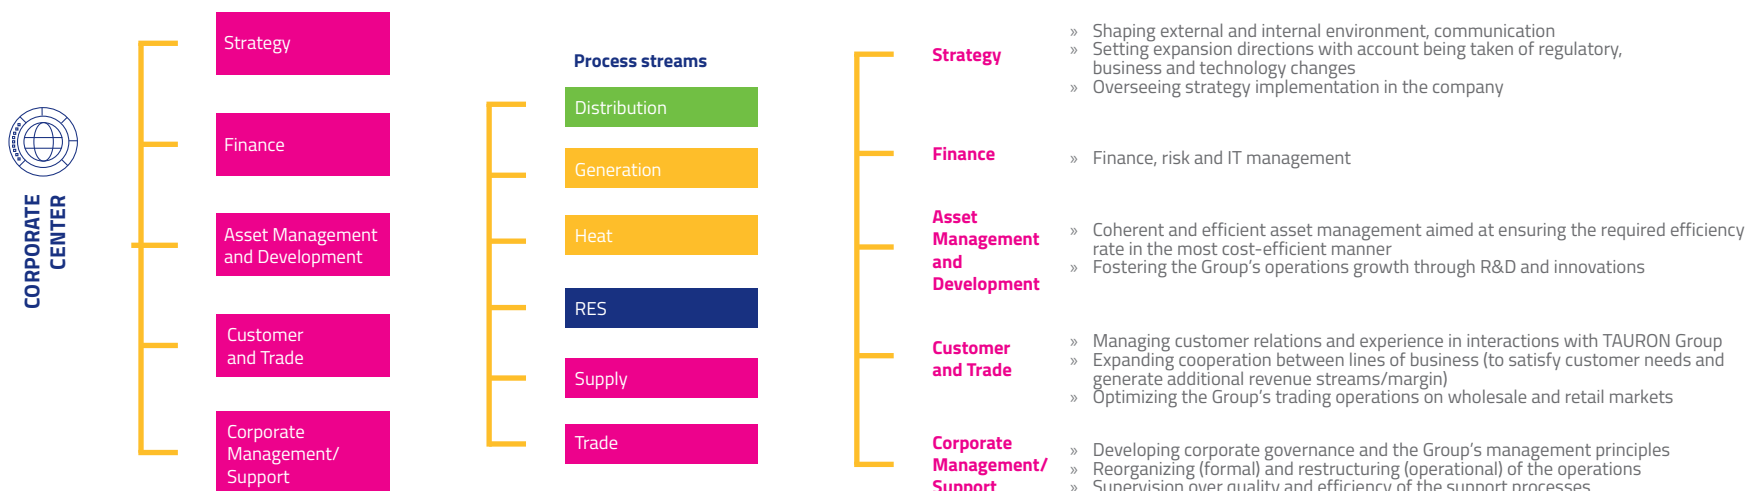 CORPORATE
CENTER
Strategy
Finance
Asset Management
and Development
Customer
and Trade
Corporate
Management/
Support
Process streams
Distribution
Generation
Heat
RES
Supply
Trade
Strategy
» Shaping external and internal environment, communication
» Setting expansion directions with account being taken of regulatory,
business and technology changes
» Overseeing strategy implementation in the company
Finance
» Finance, risk and IT management
Asset
Management
and
Development
» Coherent and efficient asset management aimed at ensuring the required efficiency
rate in the most cost-efficient manner
» Fostering the Group's operations growth through R&D and innovations
Customer
and Trade
» Managing customer relations and experience in interactions with TAURON Group
» Expanding cooperation between lines of business (to satisfy customer needs and
generate additional revenue streams/margin)
» Optimizing the Group's trading operations on wholesale and retail markets
Corporate
Management/
Support
» Developing corporate governance and the Group's management principles
» Reorganizing (formal) and restructuring (operational) of the operations
» Supervision over quality and efficiency of the support processes